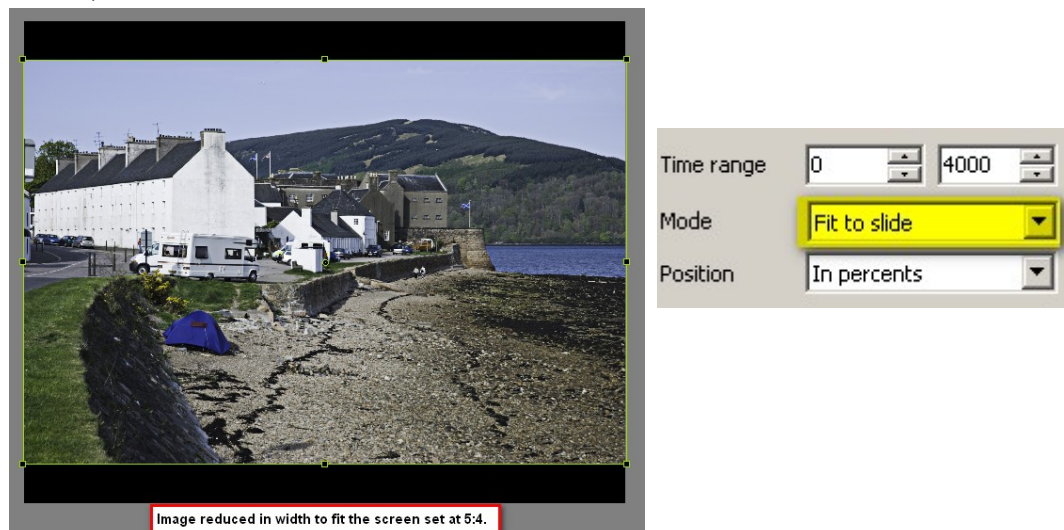 Image reduced in width to fit the screen set at 5:4.
Time range 0 4000
Mode Fit to slide
Position In percents